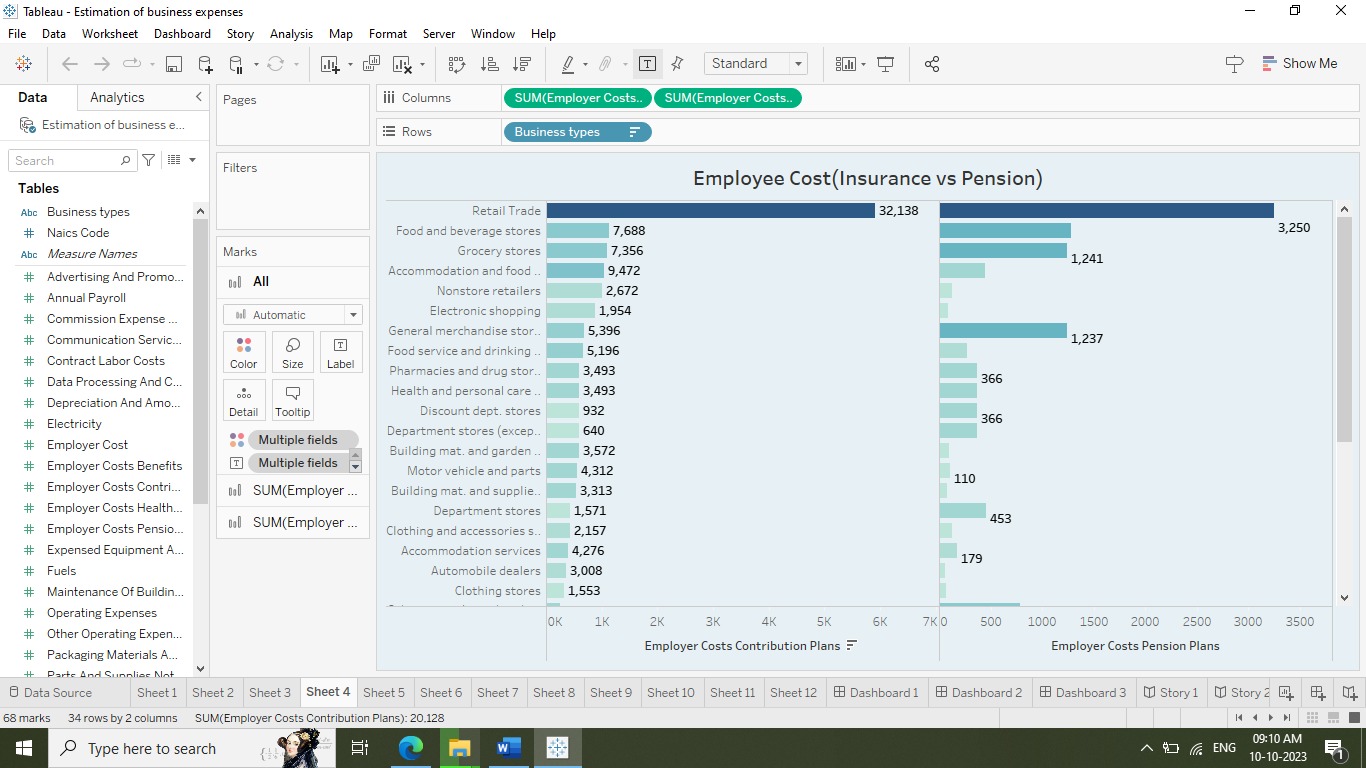 Tableau - Estimation of business expenses
File Data Worksheet Dashboard Story Analysis Map Format Server Window Help
Standard
Show Me
Data Analytics
Estimation of business e...
Search
Tables
Abc Business types
# Naics Code
Abc Measure Names
# Advertising And Promo...
# Annual Payroll
# Commission Expense ...
# Communication Servic...
# Contract Labor Costs
# Data Processing And C...
# Depreciation And Amo...
# Electricity
# Employer Cost
# Employer Costs Benefits
# Employer Costs Contri...
# Employer Costs Health...
# Employer Costs Pensio...
# Expensed Equipment A...
# Fuels
# Maintenance Of Buildin...
# Operating Expenses
# Other Operating Expen...
# Packaging Materials A...
# Parts And Supplies Not
Pages
Filters
Marks
All
Automatic
Color Size Label
Detail Tooltip
Multiple fields
Multiple fields
SUM(Employer ...
SUM(Employer ...
Columns SUM(Employer Costs.. SUM(Employer Costs..
Rows Business types
Employee Cost(Insurance vs Pension)
Retail Trade 32,138 3,250
Food and beverage stores 7,688
Grocery stores 7,356 1,241
Accommodation and food .. 9,472
Nonstore retailers 2,672
Electronic shopping 1,954
General merchandise stor.. 5,396 1,237
Food service and drinking .. 5,196
Pharmacies and drug stor.. 3,493 366
Health and personal care .. 3,493
Discount dept. stores 932 366
Department stores (excep.. 640
Building mat. and garden .. 3,572
Motor vehicle and parts 4,312 110
Building mat. and supplie.. 3,313
Department stores 1,571 453
Clothing and accessories s.. 2,157
Accommodation services 4,276 179
Automobile dealers 3,008
Clothing stores 1,553
0K 1K 2K 3K 4K 5K 6K 7K 0 500 1000 1500 2000 2500 3000 3500
Employer Costs Contribution Plans Employer Costs Pension Plans
Data Source Sheet 1 Sheet 2 Sheet 3 Sheet 4 Sheet 5 Sheet 6 Sheet 7 Sheet 8 Sheet 9 Sheet 10 Sheet 11 Sheet 12 Dashboard 1 Dashboard 2 Dashboard 3 Story 1 Story 2
68 marks 34 rows by 2 columns SUM(Employer Costs Contribution Plans): 20,128
Type here to search
ENG
09:10 AM
10-10-2023
1